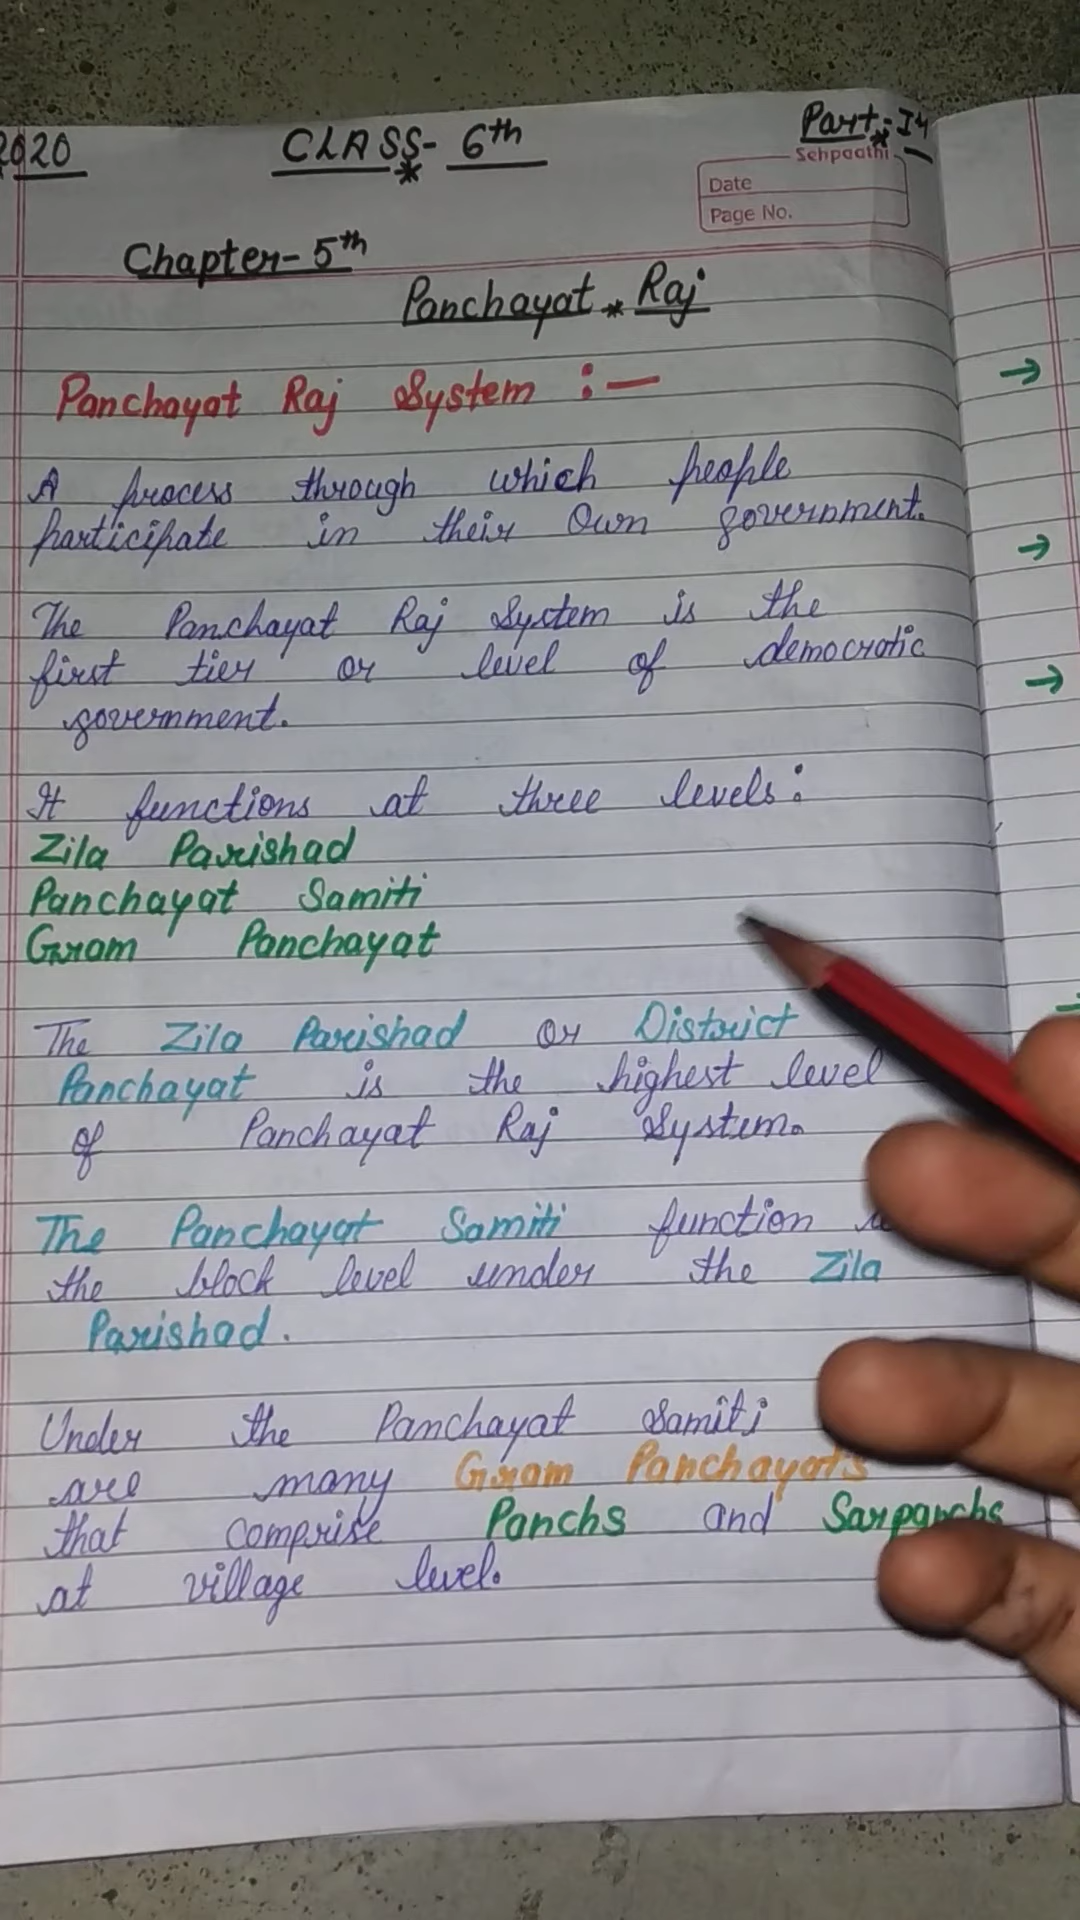 2020
CLASS- 6th
Part-
Sehpaathi
Date
Page No.
Chapter- 5th
Panchayat Raj
Panchayat Raj System :-
A process through which people
participate in their Own government.
The Panchayat Raj System is the
first tier or level of democratic
government.
It functions at three levels:
Zila Parishad
Panchayat Samiti
Gram Panchayat
The Zila Parishad or District
Panchayat is the highest level
of Panchayat Raj System.
The Panchayat Samiti function
the block level under the Zila
Parishad.
Under the Panchayat Samiti
are many Gram Panchayats
that comprise Panchs and Sarpanchs
at village level.